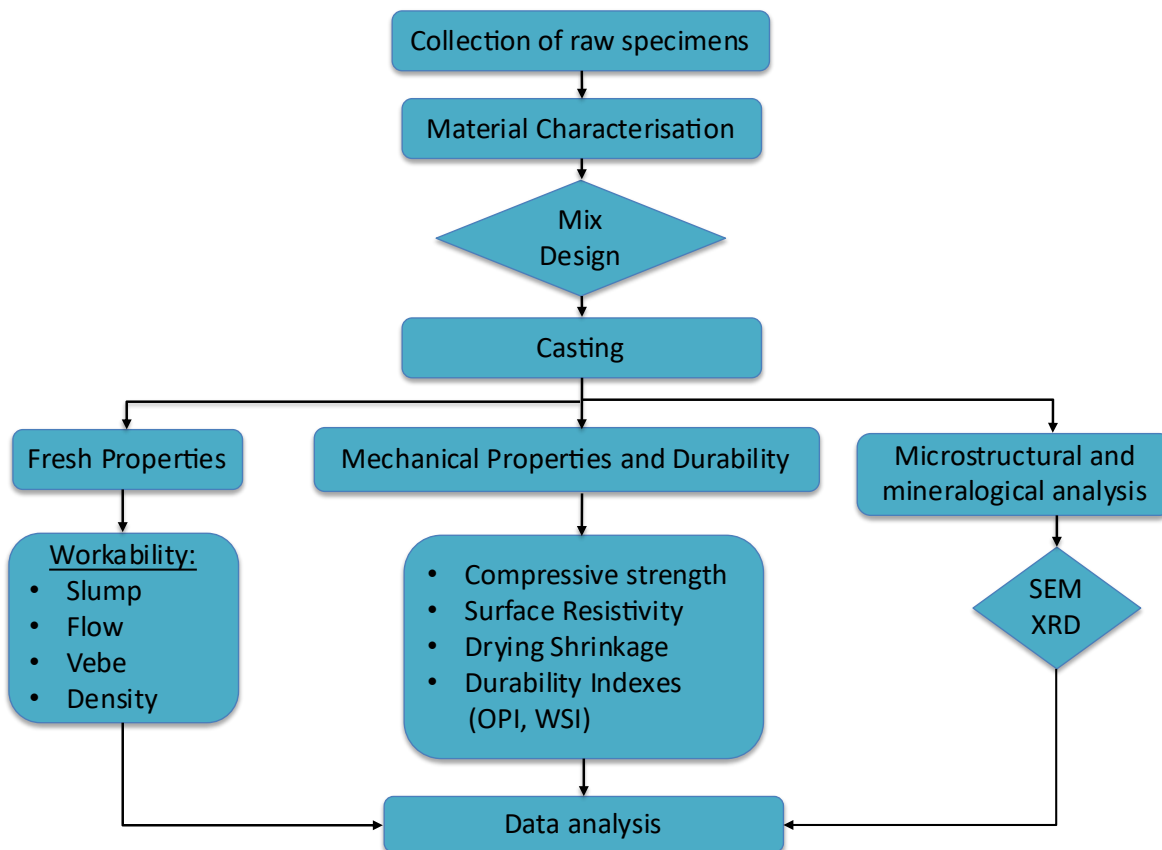 Collection of raw specimens
Material Characterisation
Mix
Design
Casting
Fresh Properties
Mechanical Properties and Durability
Microstructural and
mineralogical analysis
Workability:
• Slump
• Flow
• Vebe
• Density
• Compressive strength
• Surface Resistivity
• Drying Shrinkage
• Durability Indexes
(OPI, WSI)
SEM
XRD
Data analysis